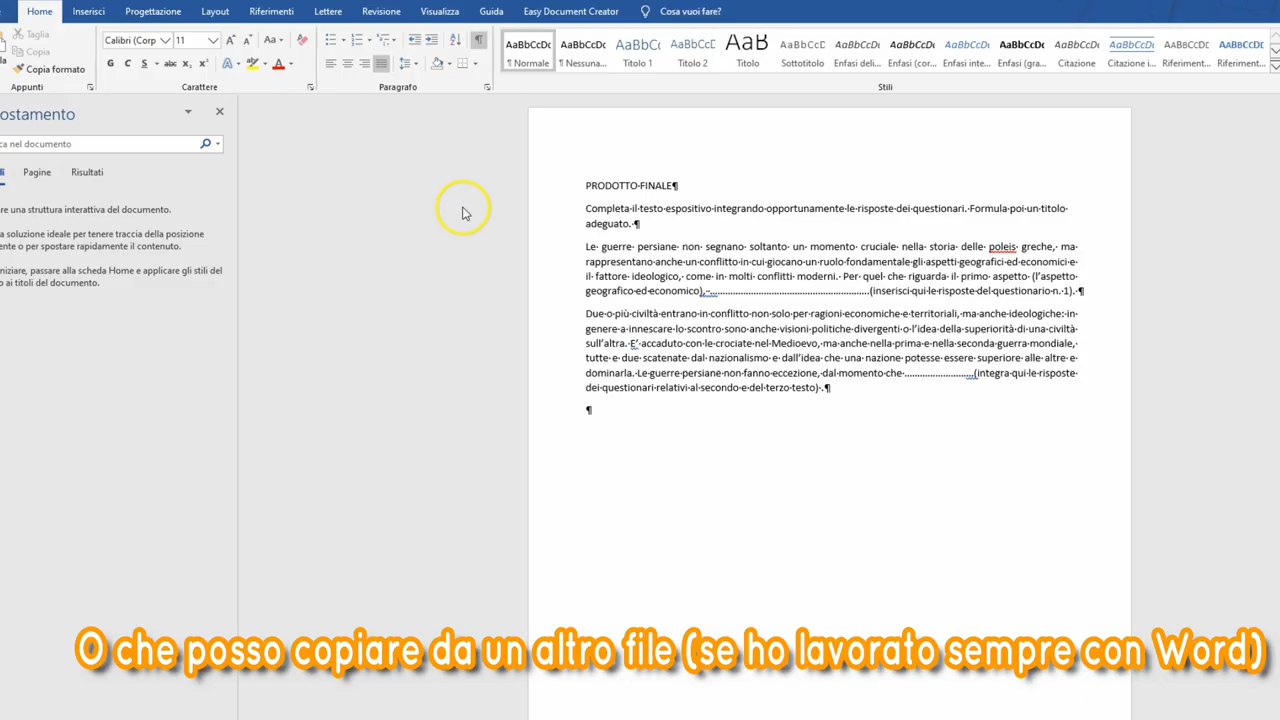 Home Inserisci Progettazione Layout Riferimenti Lettere Revisione Visualizza Guida Easy Document Creator Cosa vuoi fare?
Taglia
Copia
Copia formato
Calibri (Corp 11
Aa
G C S abc x₂ x² A A
AaBbCcDc AaBbCcDc AaBbCc AaBbCcD AaB AaBbCcD AaBbCcDc AaBbCcDc AaBbCcDc AaBbCcDc AaBbCcDc AaBbCcDc AABBCCDC AABBCCDC
¶ Normale ¶ Nessuna... Titolo 1 Titolo 2 Titolo Sottotitolo Enfasi deli... Enfasi (cor... Enfasi inte... Enfasi (gra... Citazione Citazione i... Riferiment... Riferiment...
Appunti Carattere Paragrafo Stili
ostamento
ca nel documento
di Pagine Risultati
re una struttura interattiva del documento.
a soluzione ideale per tenere traccia della posizione
ente o per spostare rapidamente il contenuto.
niziare, passare alla scheda Home e applicare gli stili del
o ai titoli del documento.
PRODOTTO·FINALE¶
Completa·il·testo·espositivo·integrando·opportunamente·le·risposte·dei·questionari.·Formula·poi·un·titolo·
adeguato.·¶
Le· guerre· persiane· non· segnano· soltanto· un· momento· cruciale· nella· storia· delle· poleis· greche,· ma·
rappresentano·anche·un·conflitto·in·cui·giocano·un·ruolo·fondamentale·gli·aspetti·geografici·ed·economici·e·
il· fattore· ideologico,· come· in· molti· conflitti· moderni.· Per· quel· che· riguarda· il· primo· aspetto· (l'aspetto·
geografico·ed·economico),·..........................................................(inserisci·qui·le·risposte·del·questionario·n.·1).·¶
Due·o·più·civiltà·entrano·in·conflitto·non·solo·per·ragioni·economiche·e·territoriali,·ma·anche·ideologiche:·in·
genere·a·innescare·lo·scontro·sono·anche·visioni·politiche·divergenti·o·l'idea·della·superiorità·di·una·civiltà·
sull'altra.·E'·accaduto·con·le·crociate·nel·Medioevo,·ma·anche·nella·prima·e·nella·seconda·guerra·mondiale,·
tutte·e·due·scatenate·dal·nazionalismo·e·dall'idea·che·una·nazione·potesse·essere·superiore·alle·altre·e·
dominarla.·Le·guerre·persiane·non·fanno·eccezione,·dal·momento·che·..........................(integra·qui·le·risposte·
dei·questionari·relativi·al·secondo·e·del·terzo·testo)·.¶
¶
O che posso copiare da un altro file (se ho lavorato sempre con Word)